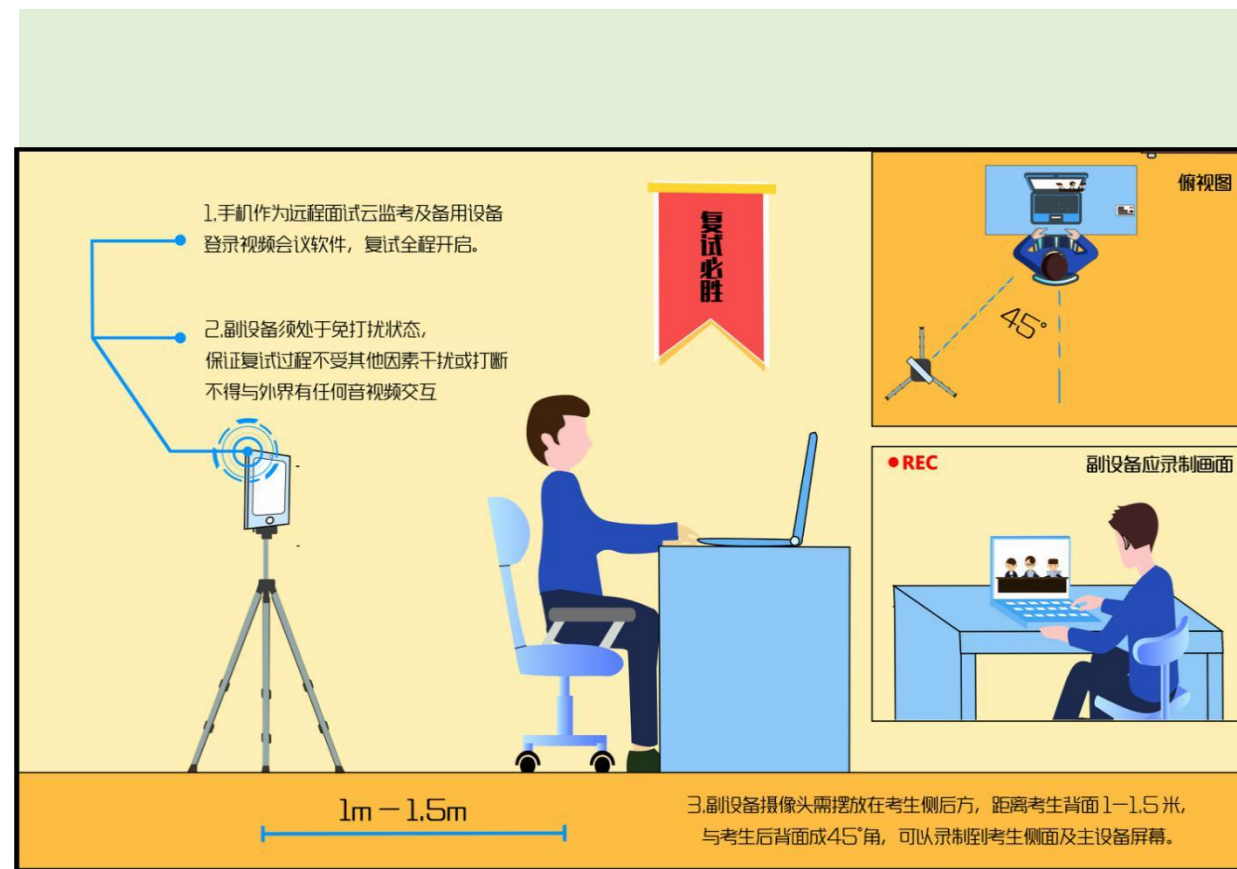 1.手机作为远程面试云监考及备用设备
登录视频会议软件，复试全程开启。
2.副设备须处于免打扰状态，
保证复试过程不受其他因素干扰或打断
不得与外界有任何音视频交互
复试必胜
俯视图
45°
REC
副设备应录制画面
1m－1.5m
3.副设备摄像头需摆放在考生侧后方，距离考生背面1－1.5米，
与考生后背面成45°角，可以录制到考生侧面及主设备屏幕。